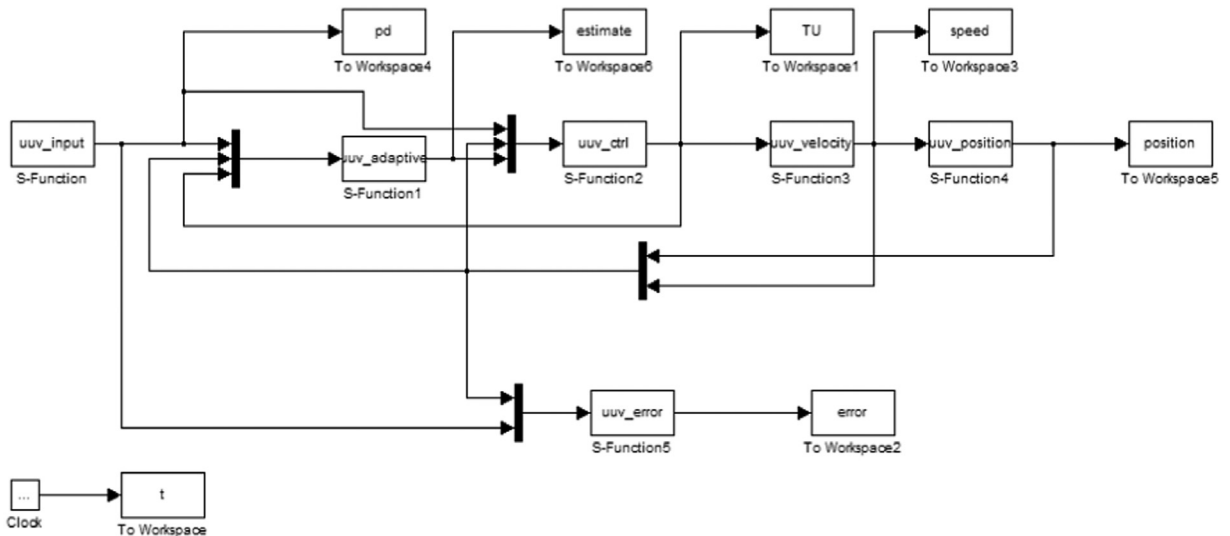 pd
To Workspace4
estimate
To Workspace6
TU
To Workspace1
speed
To Workspace3
uuv_input
S-Function
uuv_adaptive
S-Function1
uuv_ctrl
S-Function2
uuv_velocity
S-Function3
uuv_position
S-Function4
position
To Workspace5
uuv_error
S-Function5
error
To Workspace2
...
Clock
t
To Workspace